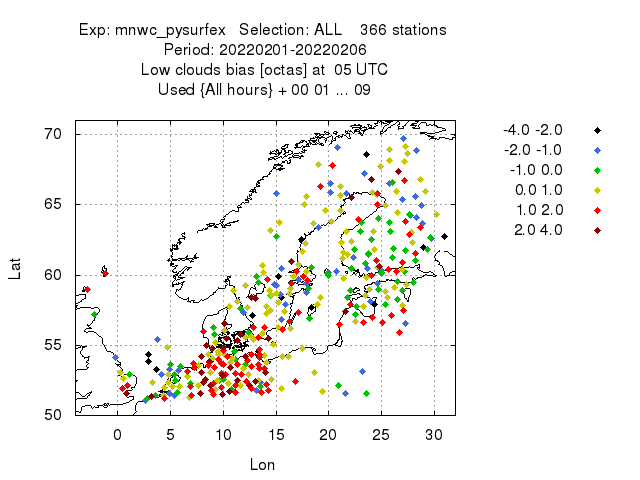 Exp: mnwc_pysurfex Selection: ALL 366 stations
Period: 20220201-20220206
Low clouds bias [octas] at 05 UTC
Used {All hours} + 00 01 ... 09
-4.0 -2.0
-2.0 -1.0
-1.0 0.0
0.0 1.0
1.0 2.0
2.0 4.0
70
65
60
55
50
Lat
0 5 10 15 20 25 30
Lon